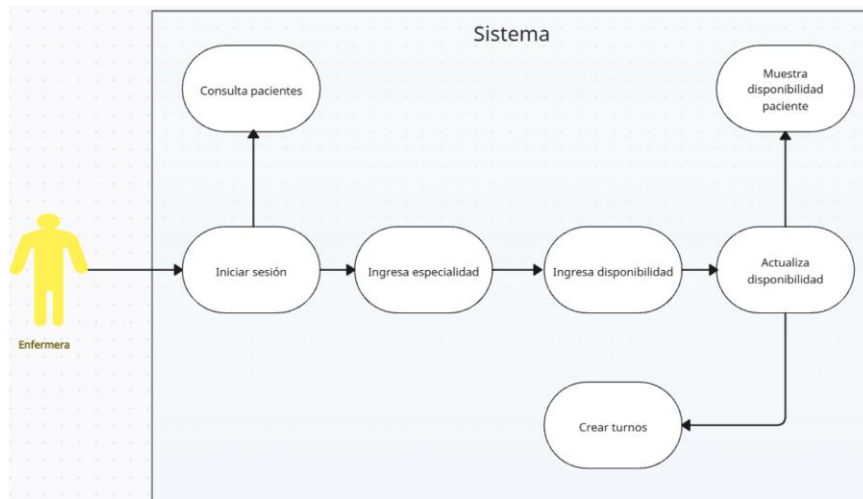 Sistema
Consulta pacientes
Muestra
disponibilidad
paciente
Iniciar sesión
Ingresa especialidad
Ingresa disponibilidad
Actualiza
disponibilidad
Enfermera
Crear turnos